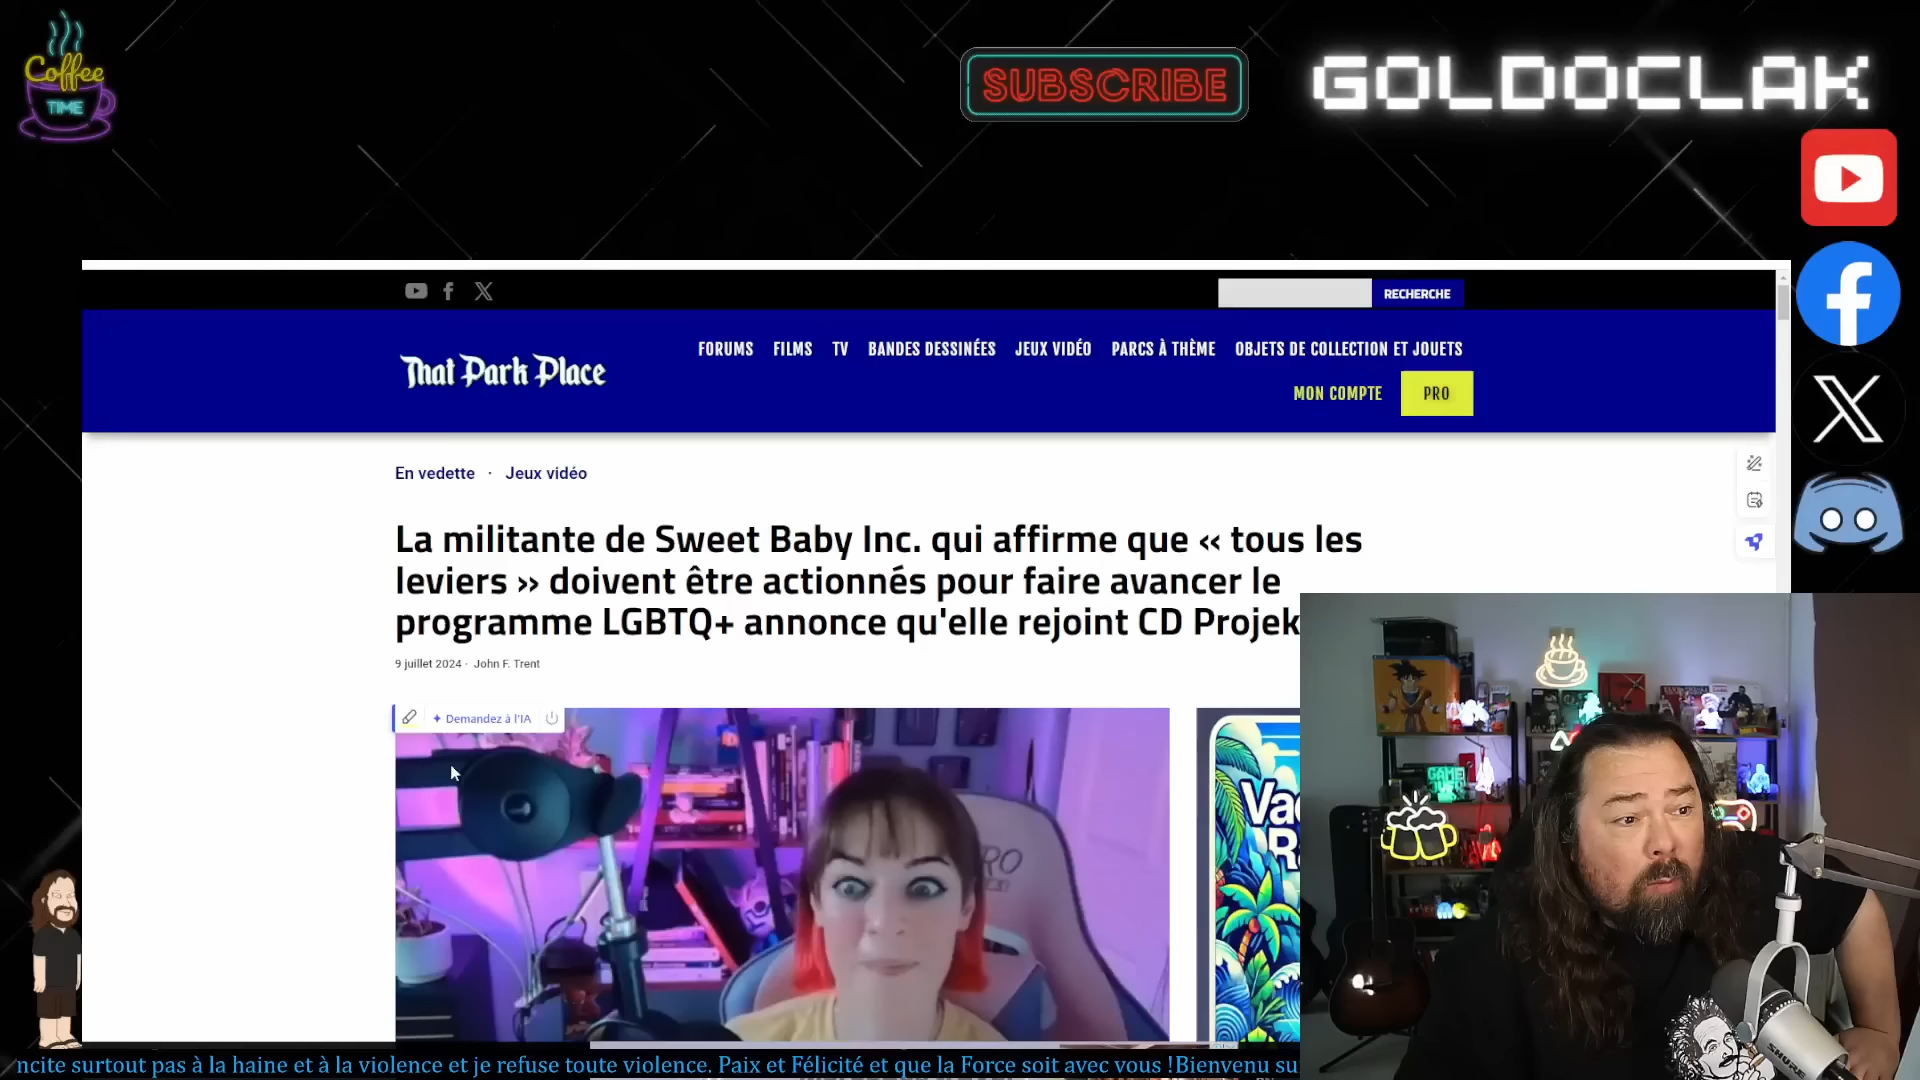 Coffee
TIME
SUBSCRIBE
GOLDOCLAK
RECHERCHE
That Park Place
FORUMS FILMS TV BANDES DESSINÉES JEUX VIDÉO PARCS À THÈME OBJETS DE COLLECTION ET JOUETS
MON COMPTE PRO
En vedette · Jeux vidéo
La militante de Sweet Baby Inc. qui affirme que « tous les
leviers » doivent être actionnés pour faire avancer le
programme LGBTQ+ annonce qu'elle rejoint CD Projek
9 juillet 2024 · John F. Trent
Demandez à l'IA
GAME
SHURE
ncite surtout pas à la haine et à la violence et je refuse toute violence. Paix et Félicité et que la Force soit avec vous !Bienvenu su